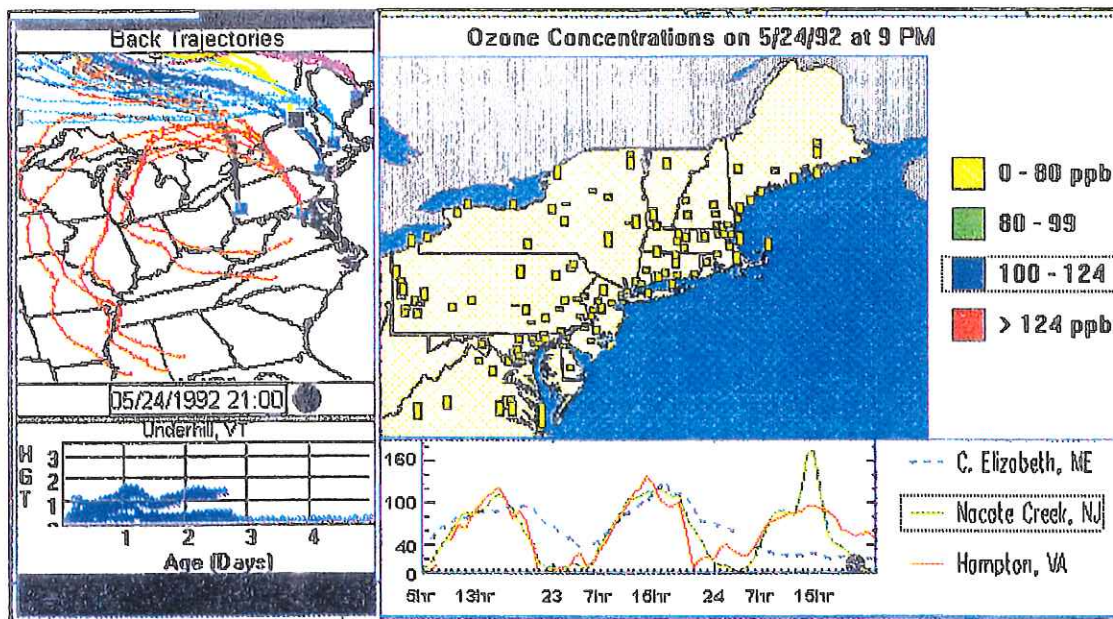 Back Trajectories
05/24/1992 21:00
Underhill, VT
H
G
T
3
2
1
1 2 3 4
Age (Days)
Ozone Concentrations on 5/24/92 at 9 PM
0 - 80 ppb
80 - 99
100 - 124
> 124 ppb
160
100
40
0
5hr 13hr 23 7hr 16hr 24 7hr 15hr
C. Elizabeth, ME
Nacote Creek, NJ
Hampton, VA